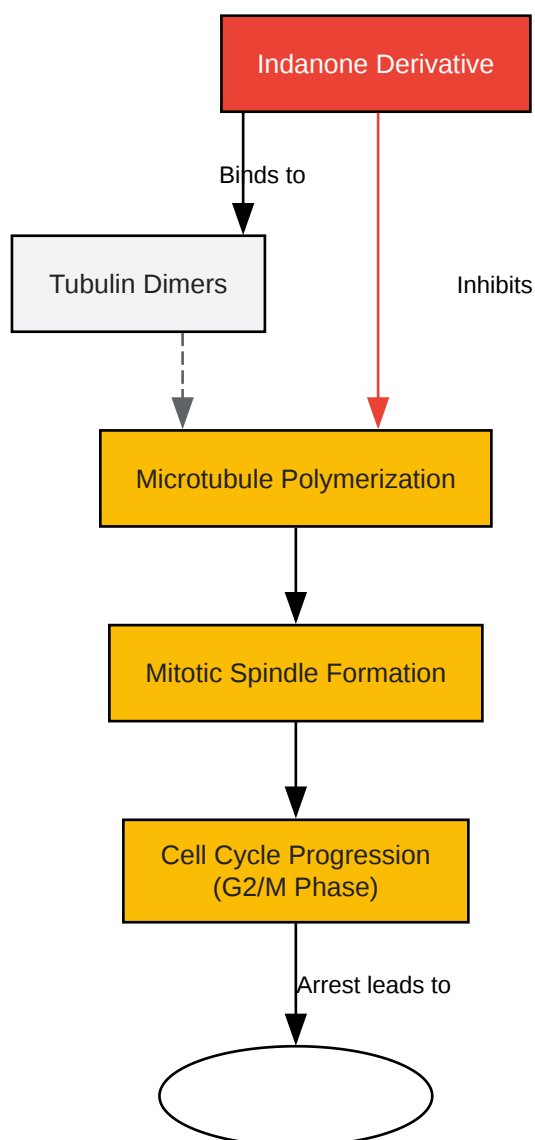 Indanone Derivative
Binds to
Tubulin Dimers
Inhibits
Microtubule Polymerization
Mitotic Spindle Formation
Cell Cycle Progression
(G2/M Phase)
Arrest leads to